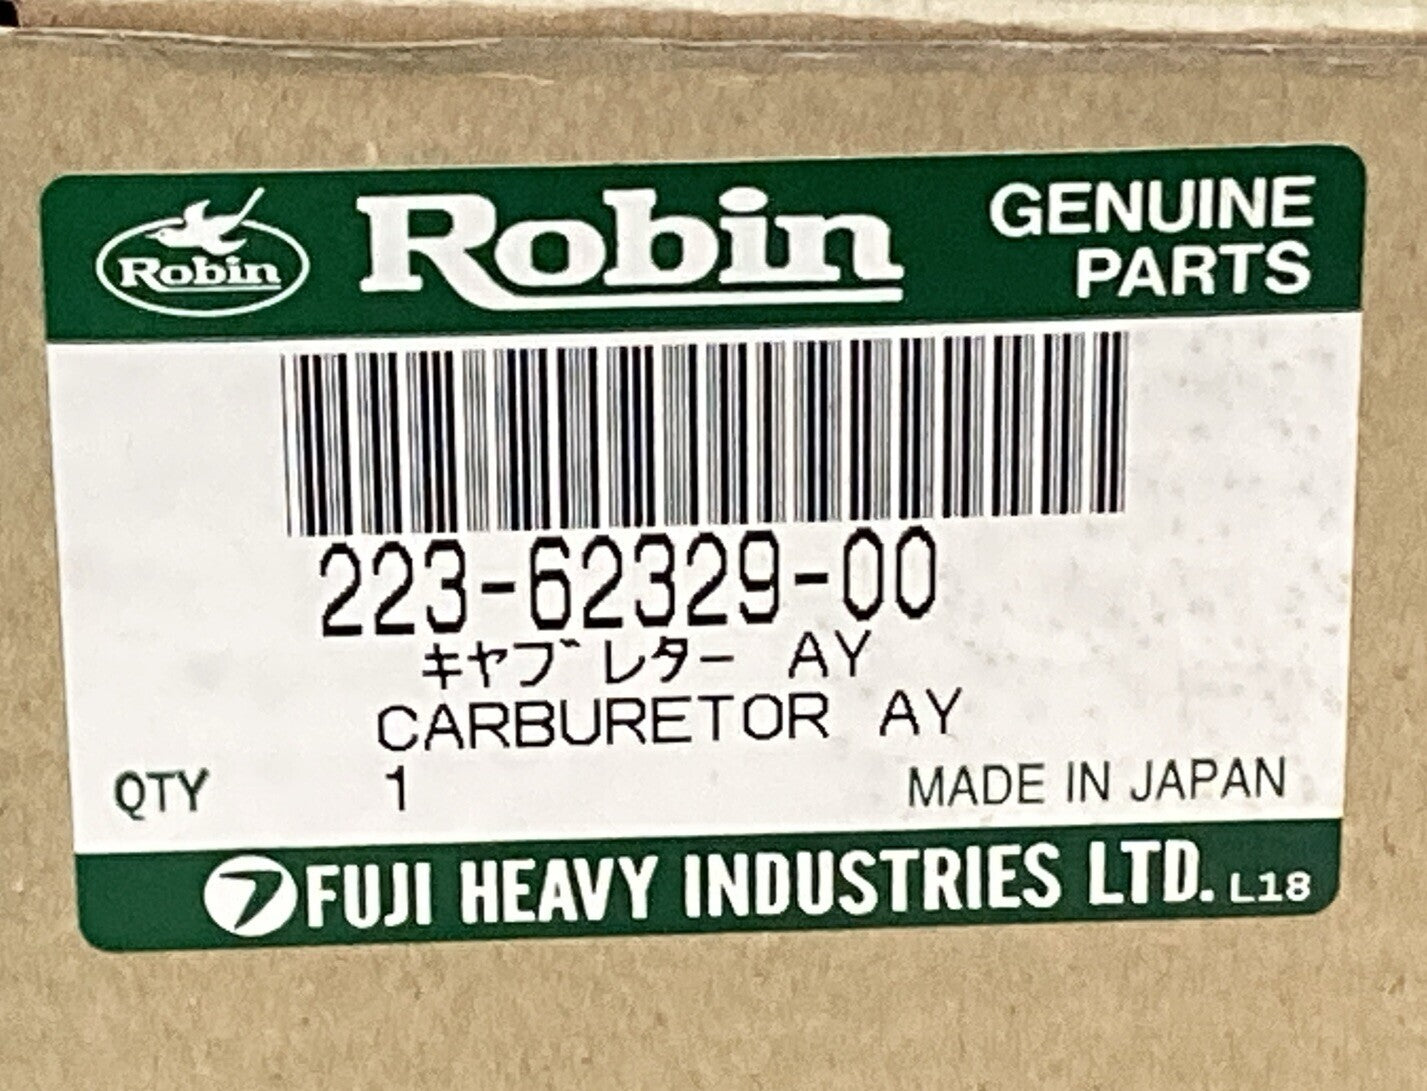 Robin
Robin
GENUINE
PARTS
223-62329-00
キャブレター AY
CARBURETOR AY
QTY 1 MADE IN JAPAN
FUJI HEAVY INDUSTRIES LTD. L18